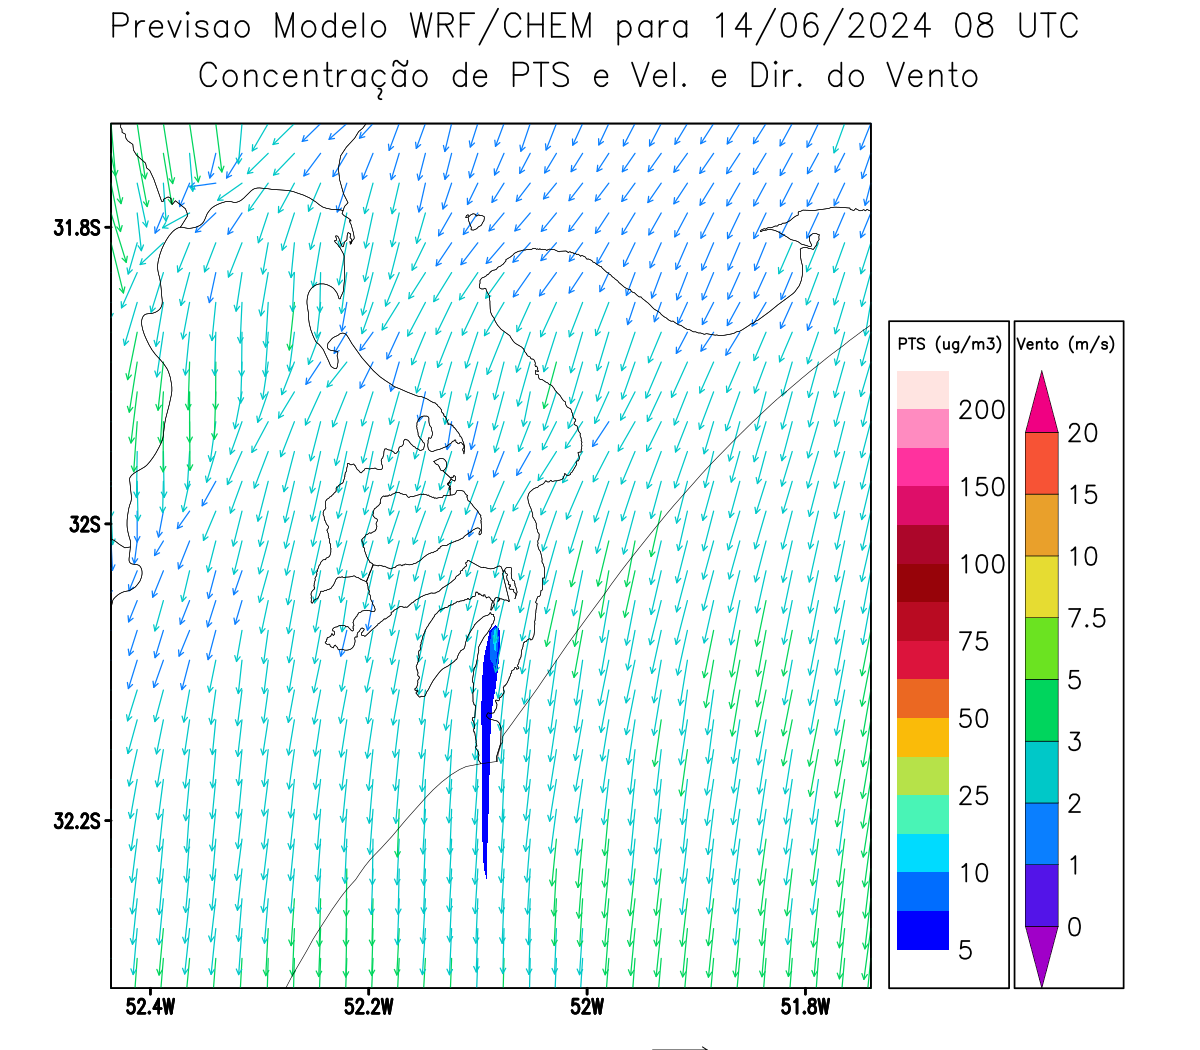 Previsao Modelo WRF/CHEM para 14/06/2024 08 UTC
Concentração de PTS e Vel. e Dir. do Vento
31.8S
32S
32.2S
52.4W 52.2W 52W 51.8W
PTS (ug/m3)
200
150
100
75
50
25
10
5
Vento (m/s)
20
15
10
7.5
5
3
2
1
0